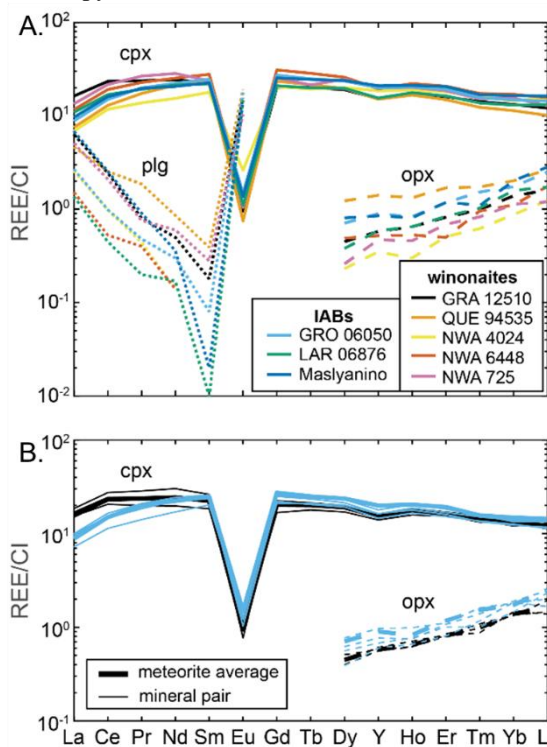 A.
10²
cpx
10¹
plg
opx
10⁰
REE/CI
10⁻¹
10⁻²
IABs
GRO 06050
LAR 06876
Maslyanino
winonaites
GRA 12510
QUE 94535
NWA 4024
NWA 6448
NWA 725
B.
10²
cpx
10¹
REE/CI
10⁰
opx
10⁻¹
meteorite average
mineral pair
La Ce Pr Nd Sm Eu Gd Tb Dy Y Ho Er Tm Yb L